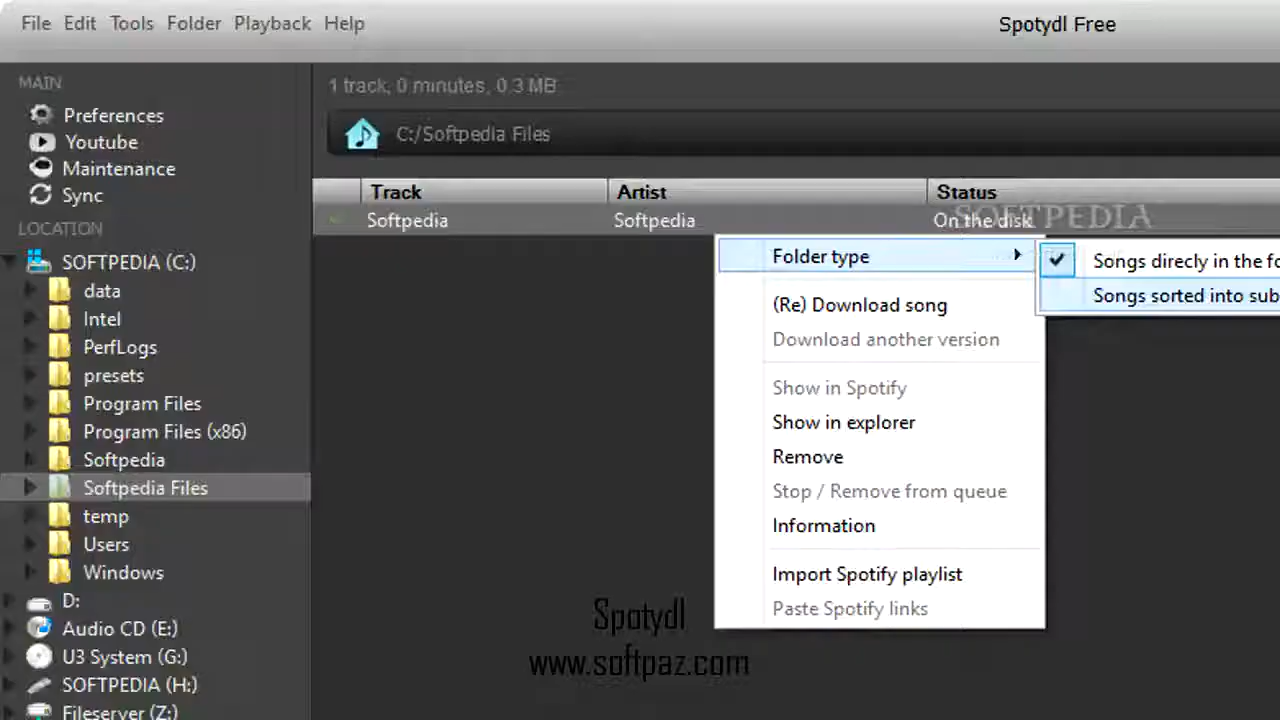 File Edit Tools Folder Playback Help
Spotydl Free
MAIN
Preferences
Youtube
Maintenance
Sync
LOCATION
SOFTPEDIA (C:)
data
Intel
PerfLogs
presets
Program Files
Program Files (x86)
Softpedia
Softpedia Files
temp
Users
Windows
D:
Audio CD (E:)
U3 System (G:)
SOFTPEDIA (H:)
Fileserver (Z:)
1 track, 0 minutes, 0.3 MB
C:/Softpedia Files
Track Artist Status
Softpedia Softpedia On the disk
SOFTPEDIA
Folder type
(Re) Download song
Download another version
Show in Spotify
Show in explorer
Remove
Stop / Remove from queue
Information
Import Spotify playlist
Paste Spotify links
Songs direcly in the fo
Songs sorted into sub
Spotydl
www.softpaz.com